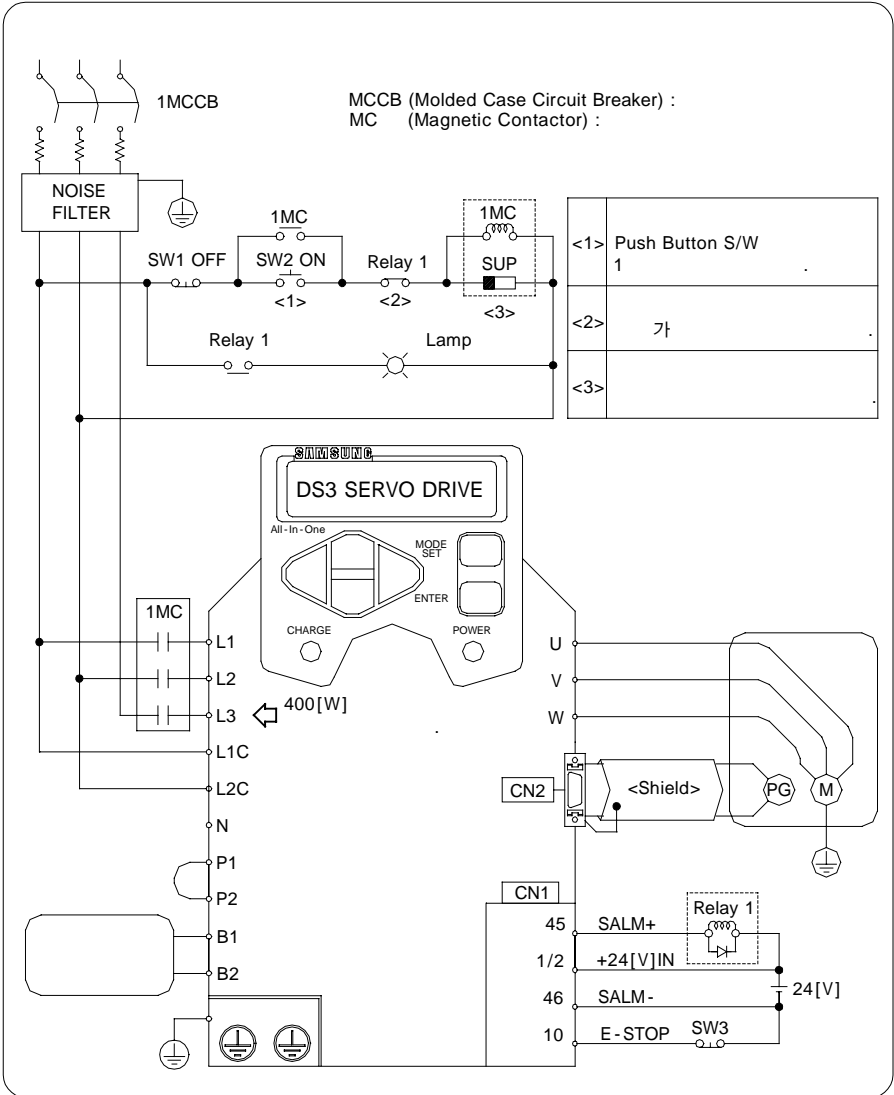 1MCCB
MCCB (Molded Case Circuit Breaker) :
MC (Magnetic Contactor) :
NOISE
FILTER
1MC
1MC
SW1 OFF
SW2 ON
Relay 1
SUP
<1>
<2>
<3>
Relay 1
Lamp
<1> Push Button S/W
1 .
<2> 가 .
<3> .
SAMSUNG
DS3 SERVO DRIVE
All-In-One
MODE
SET
ENTER
CHARGE
POWER
1MC
L1
L2
L3
400[W]
.
L1C
L2C
N
P1
P2
B1
B2
U
V
W
CN2
<Shield>
PG
M
CN1
Relay 1
45 SALM+
1/2 +24[V]IN
24[V]
46 SALM-
10 E-STOP SW3